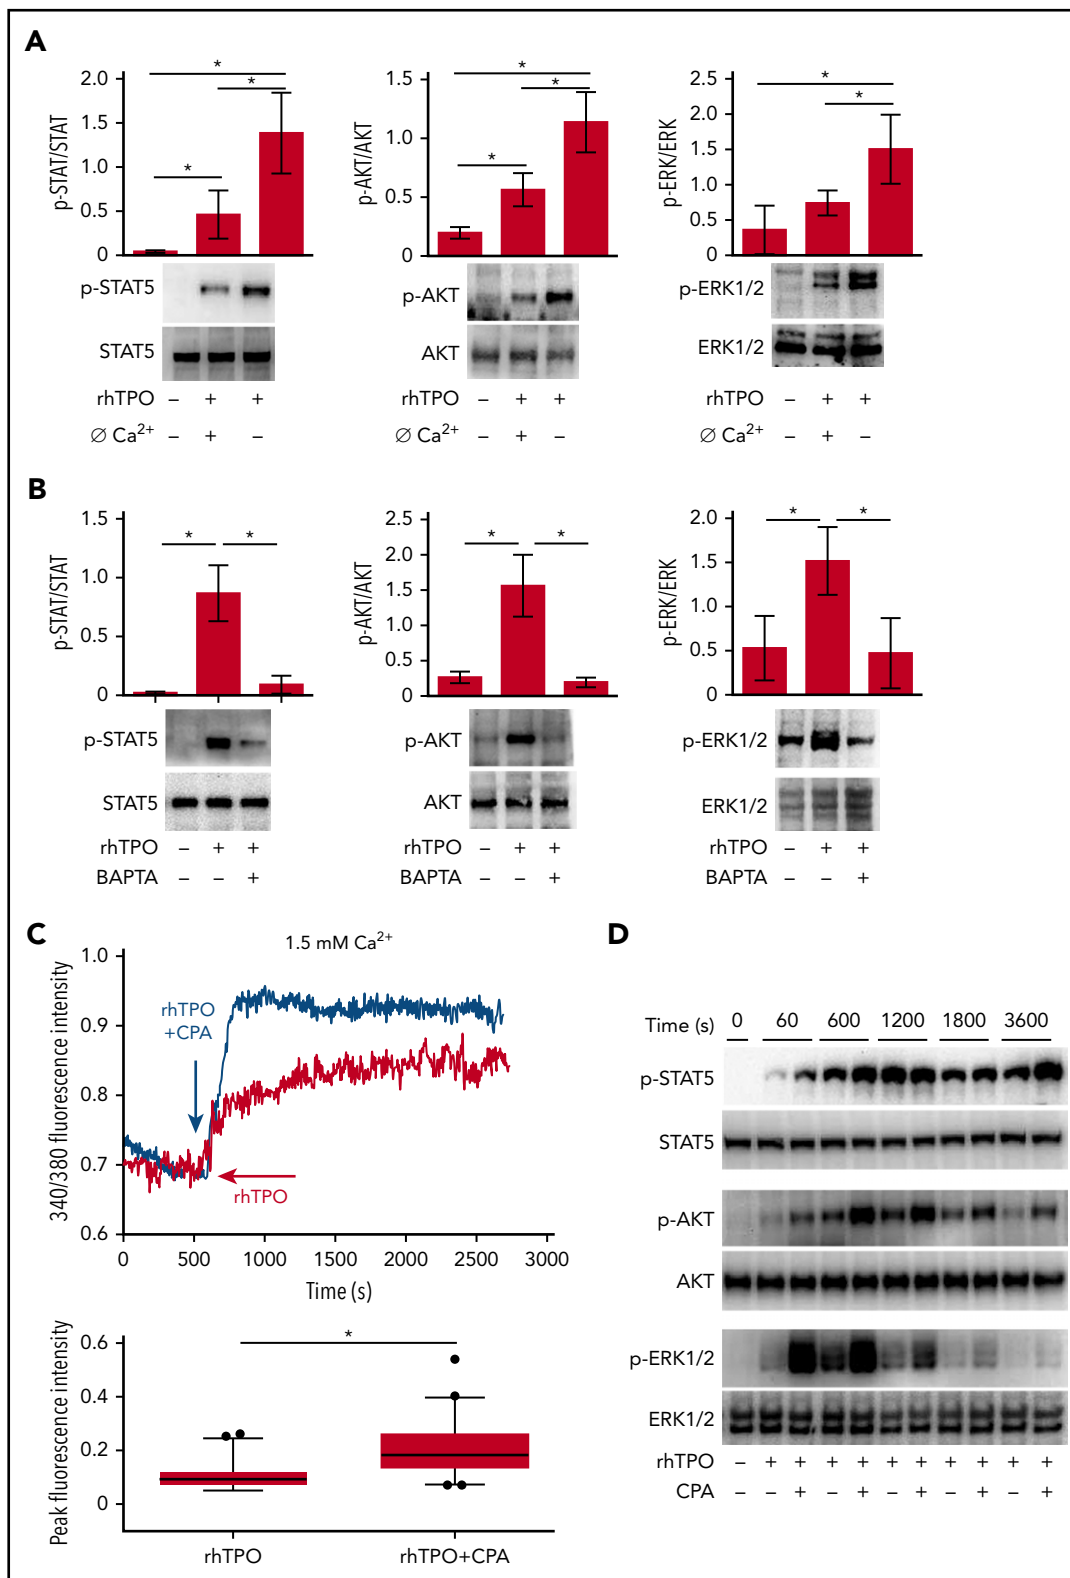 A
p-STAT/STAT
2.0
1.5
1.0
0.5
0
* * *
p-STAT5
STAT5
rhTPO – + +
∅ Ca2+ – + –
p-AKT/AKT
1.5
1.0
0.5
0
* * *
p-AKT
AKT
rhTPO – + +
∅ Ca2+ – + –
p-ERK/ERK
2.5
2.0
1.5
1.0
0.5
0
* *
p-ERK1/2
ERK1/2
rhTPO – + +
∅ Ca2+ – + –
B
p-STAT/STAT
1.5
1.0
0.5
0
* *
p-STAT5
STAT5
rhTPO – + +
BAPTA – – +
p-AKT/AKT
2.5
2.0
1.5
1.0
0.5
0
* *
p-AKT
AKT
rhTPO – + +
BAPTA – – +
p-ERK/ERK
2.0
1.5
1.0
0.5
0
* *
p-ERK1/2
ERK1/2
rhTPO – + +
BAPTA – – +
C
1.5 mM Ca2+
340/380 fluorescence intensity
1.0
0.9
0.8
0.7
0.6
rhTPO
+CPA
rhTPO
0 500 1000 1500 2000 2500 3000
Time (s)
Peak fluorescence intensity
0.6
0.4
0.2
0
*
rhTPO rhTPO+CPA
D
Time (s) 0 60 600 1200 1800 3600
p-STAT5
STAT5
p-AKT
AKT
p-ERK1/2
ERK1/2
rhTPO – + + + + + + + + + +
CPA – – + – + – + – + – +